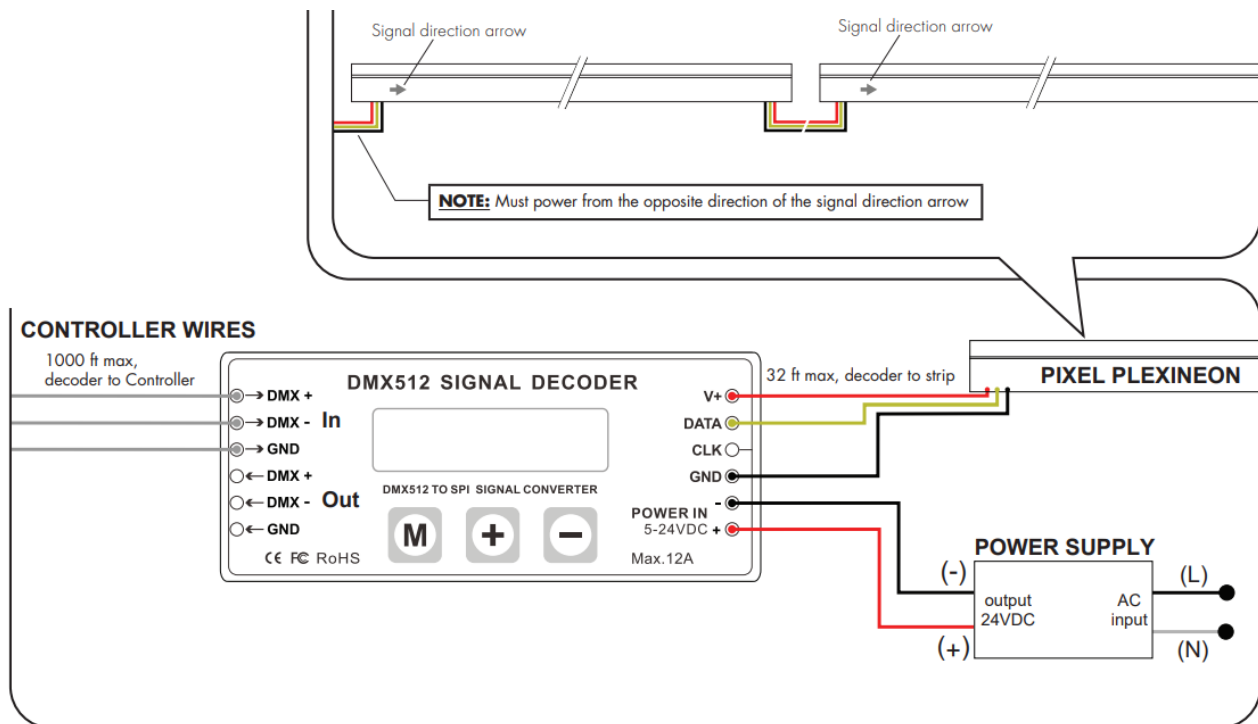 Signal direction arrow
Signal direction arrow
NOTE: Must power from the opposite direction of the signal direction arrow
CONTROLLER WIRES
1000 ft max,
decoder to Controller
DMX512 SIGNAL DECODER
DMX +
DMX - In
GND
DMX +
DMX - Out
GND
CE FC RoHS
DMX512 TO SPI SIGNAL CONVERTER
M + −
V+
DATA
CLK
GND
-
POWER IN
5-24VDC +
Max.12A
32 ft max, decoder to strip
PIXEL PLEXINEON
POWER SUPPLY
(-)
(+)
output
24VDC
AC
input
(L)
(N)